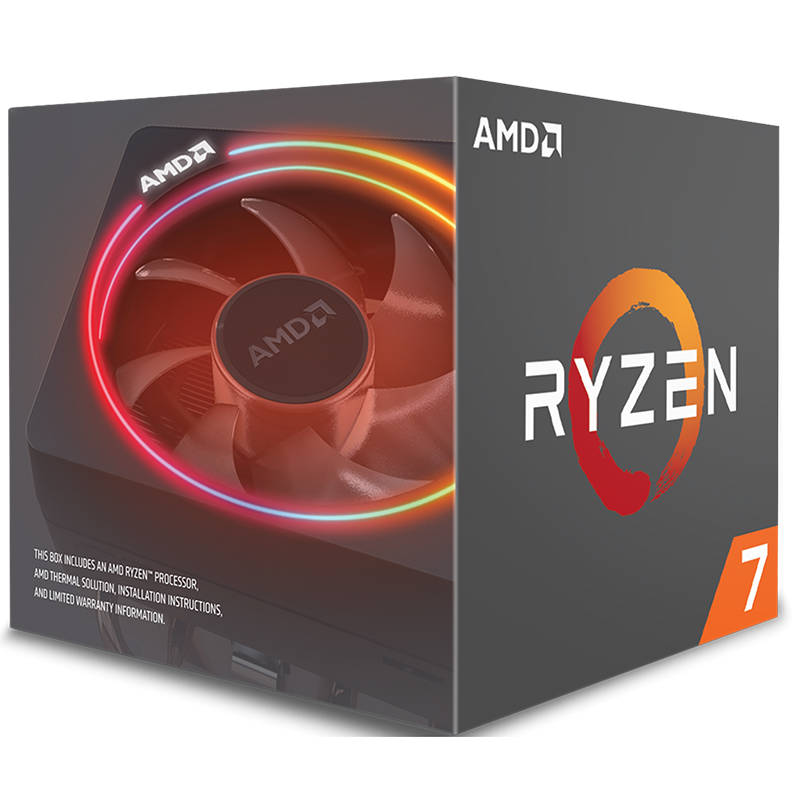 AMD
AMD
THIS BOX INCLUDES AN AMD RYZEN™ PROCESSOR,
AMD THERMAL SOLUTION, INSTALLATION INSTRUCTIONS,
AND LIMITED WARRANTY INFORMATION.
AMD
RYZEN
7